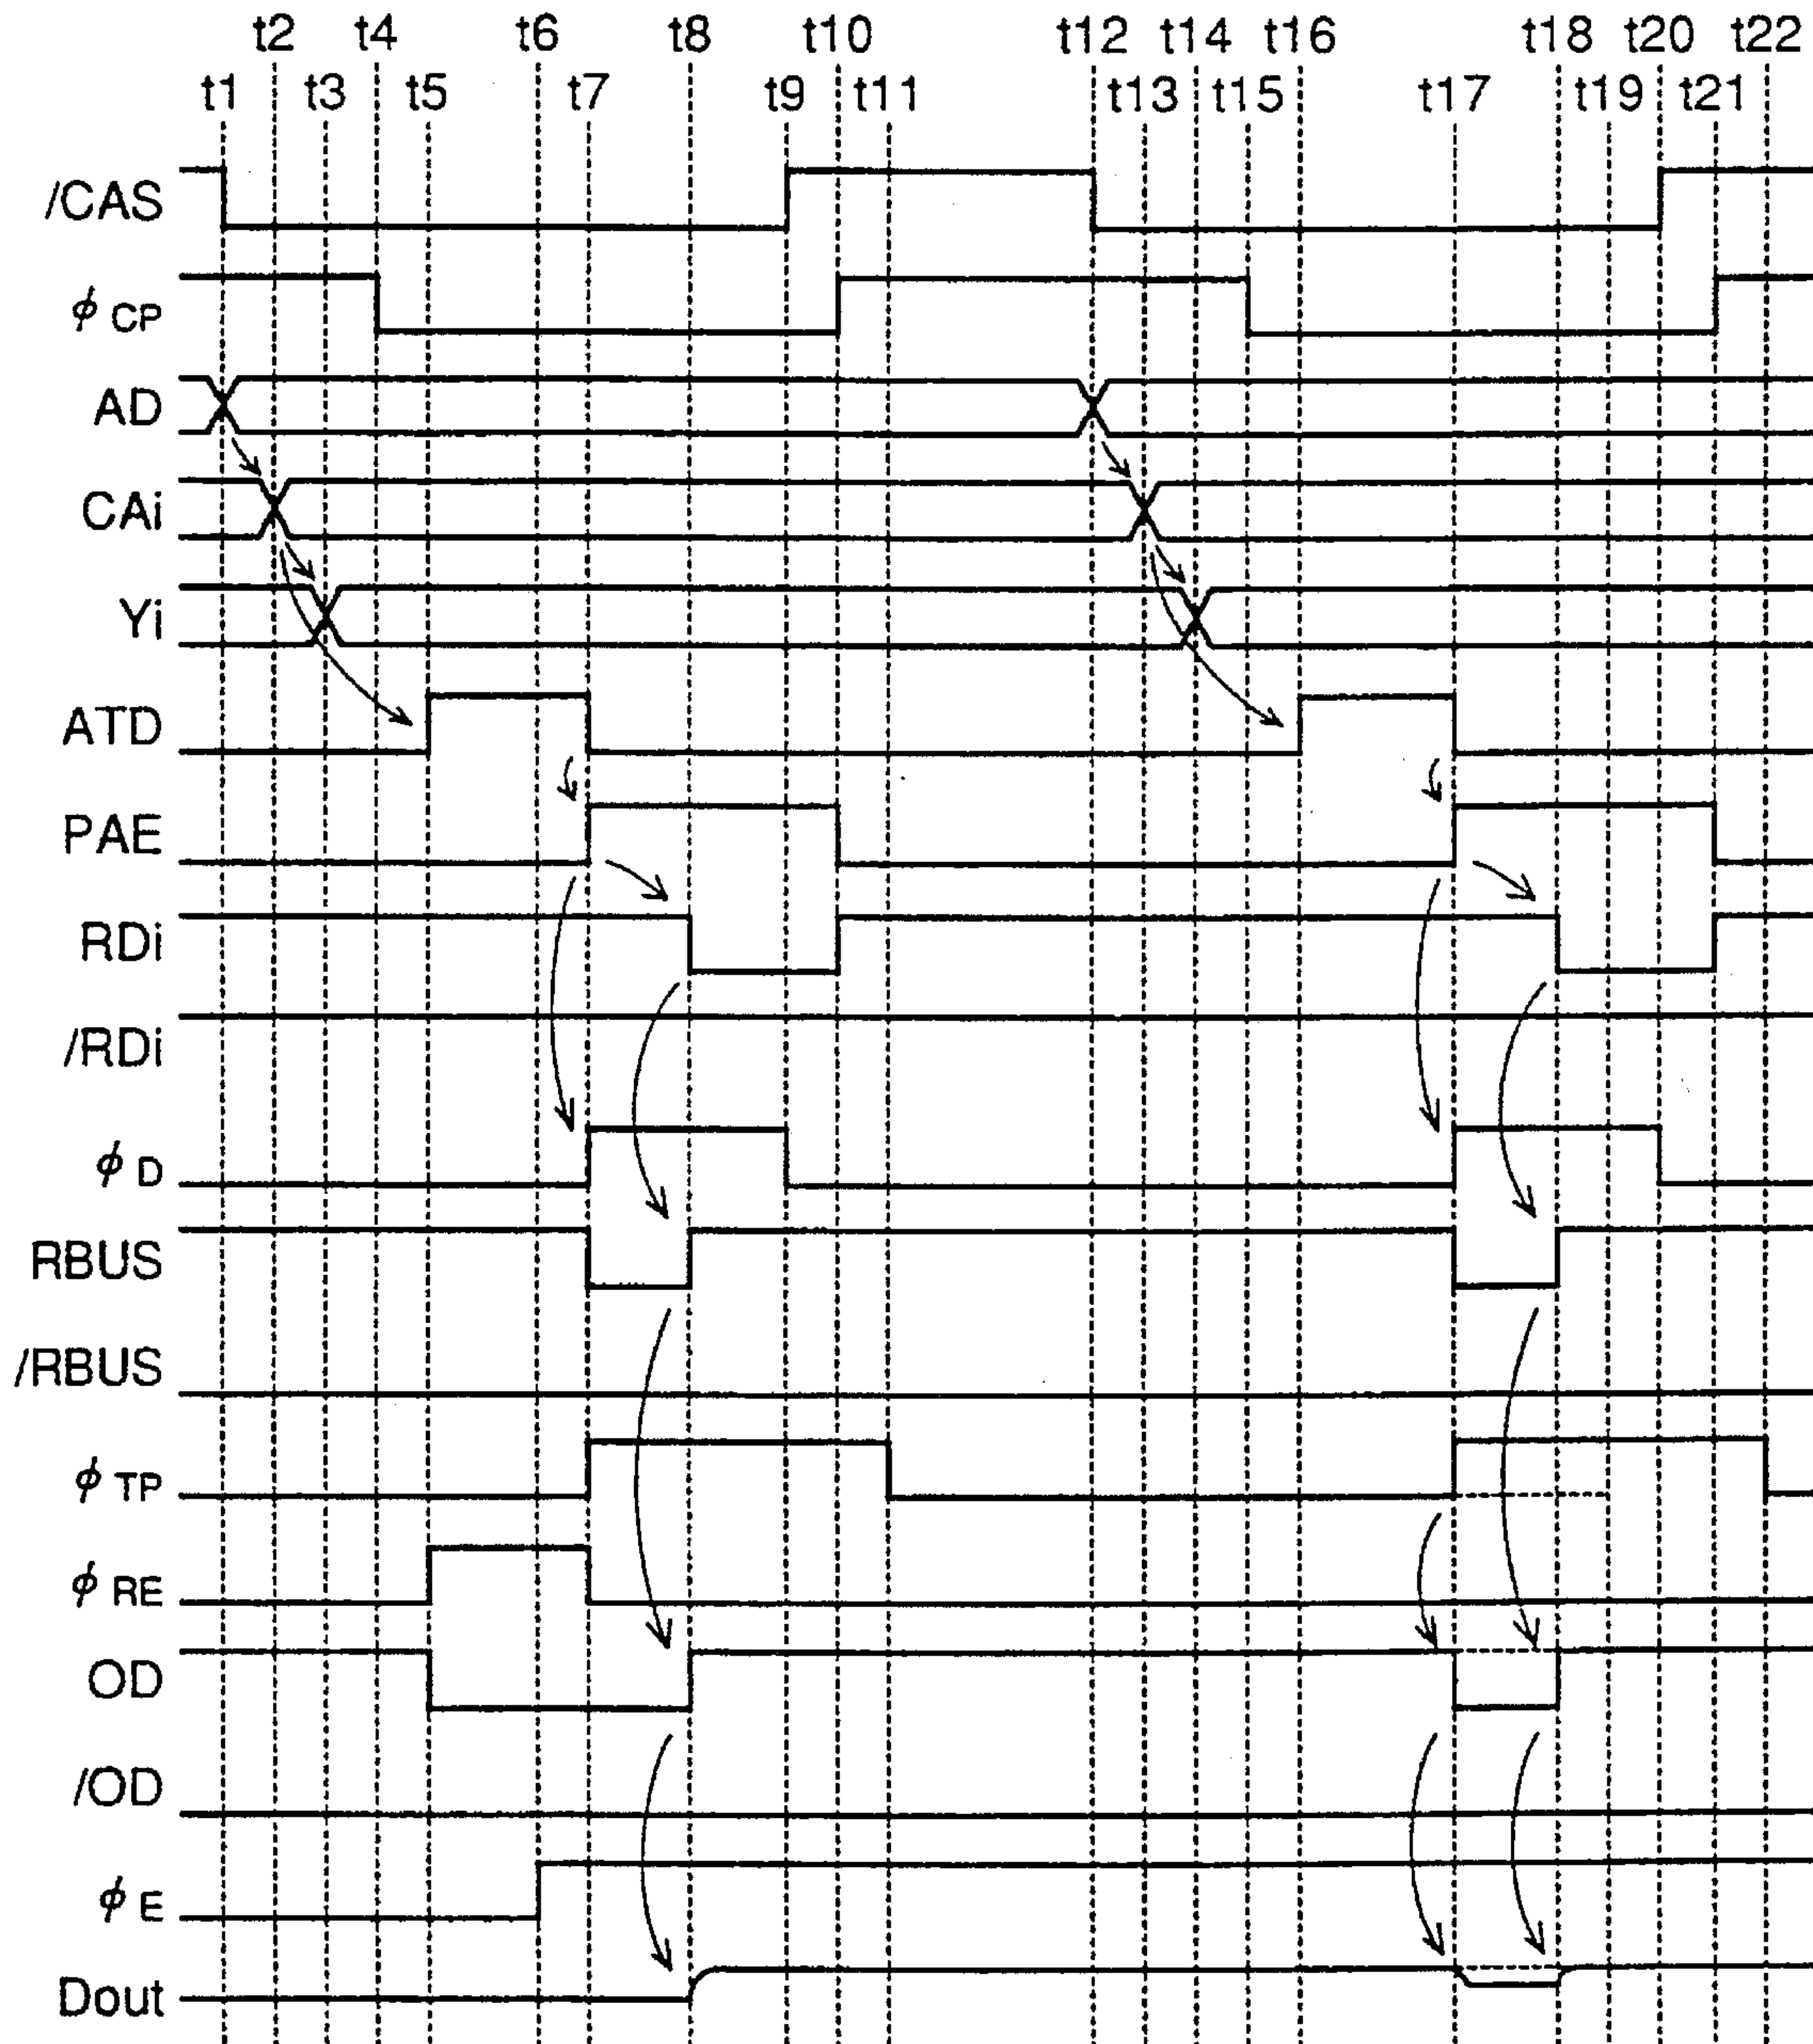 t2 t4 t6 t8 t10 t12 t14 t16 t18 t20 t22
t1 t3 t5 t7 t9 t11 t13 t15 t17 t19 t21
/CAS
ϕ CP
AD
CAi
Yi
ATD
PAE
RDi
/RDi
ϕ D
RBUS
/RBUS
ϕ TP
ϕ RE
OD
/OD
ϕ E
Dout